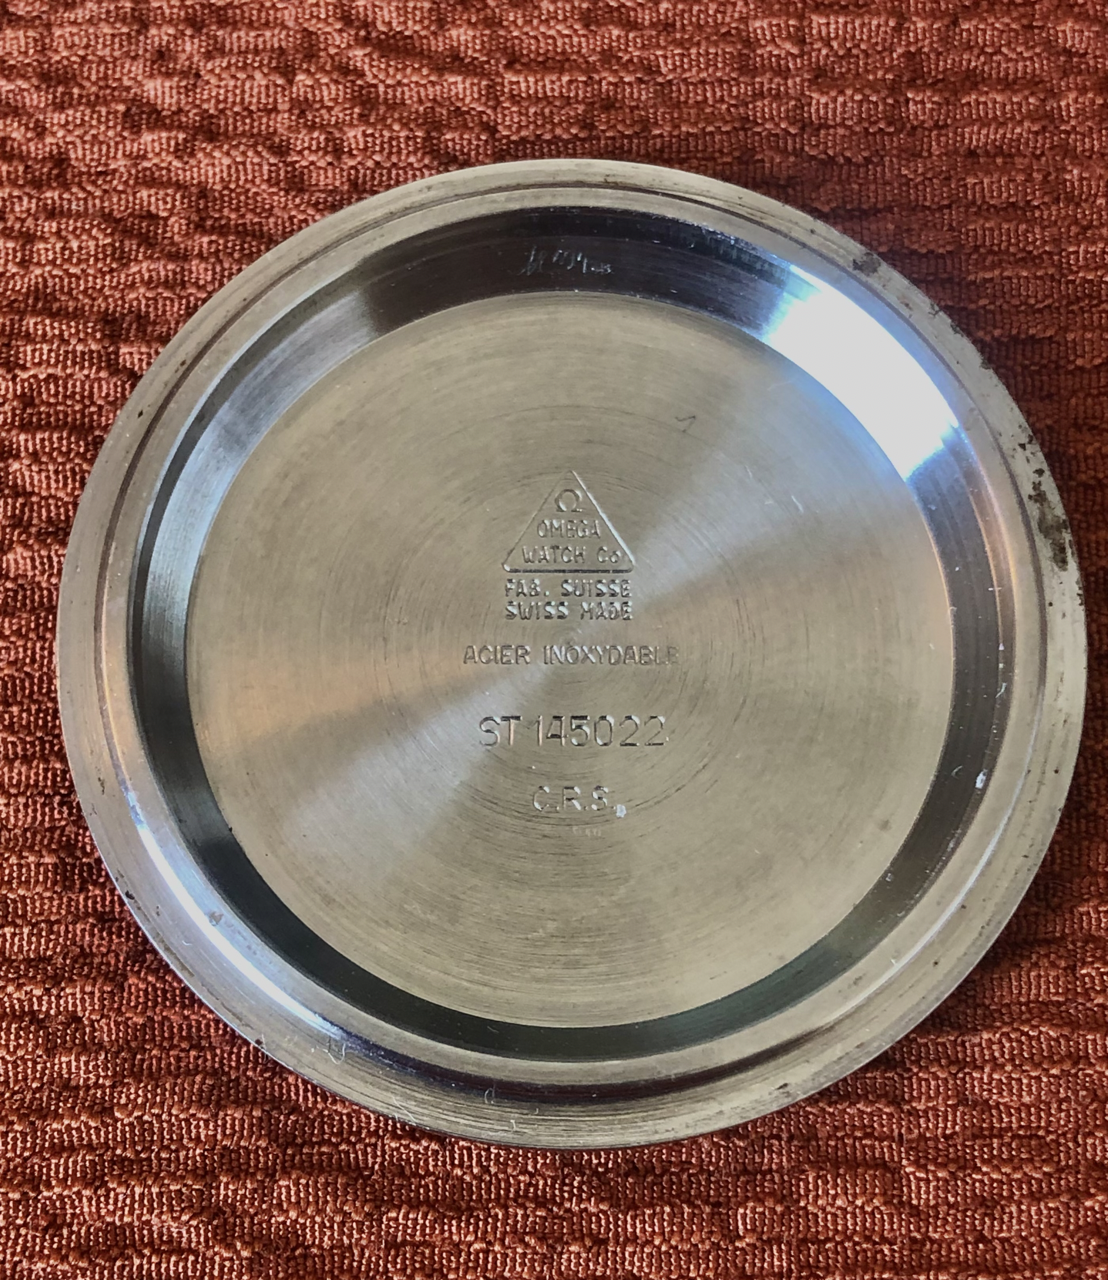 Ω
OMEGA
WATCH Co
FAB. SUISSE
SWISS MADE
ACIER INOXYDABLE
ST 145022
C.R.S.